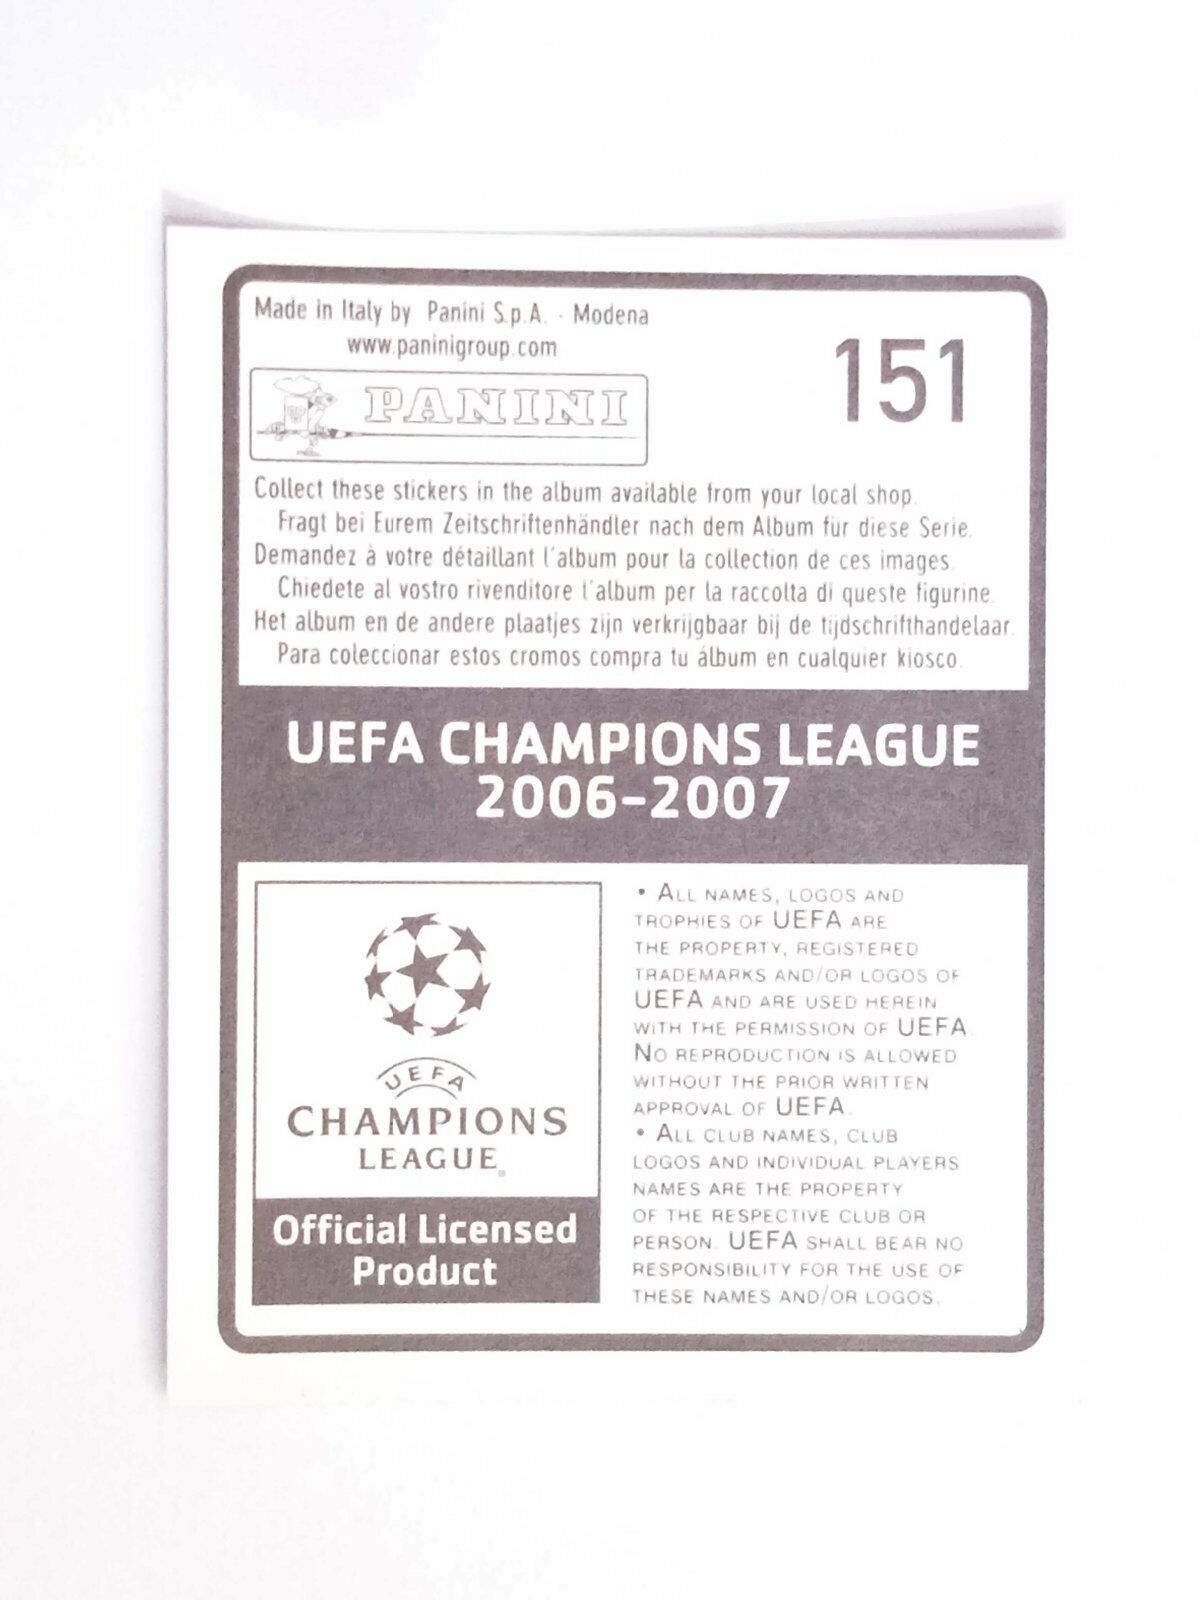 Made in Italy by Panini S.p.A. - Modena
www.paninigroup.com
151
PANINI
Collect these stickers in the album available from your local shop.
Fragt bei Eurem Zeitschriftenhändler nach dem Album für diese Serie.
Demandez à votre détaillant l'album pour la collection de ces images.
Chiedete al vostro rivenditore l'album per la raccolta di queste figurine.
Het album en de andere plaatjes zijn verkrijgbaar bij de tijdschrifthandelaar.
Para coleccionar estos cromos compra tu álbum en cualquier kiosco.
UEFA CHAMPIONS LEAGUE
2006-2007
UEFA
CHAMPIONS
LEAGUE®
Official Licensed
Product
• ALL NAMES, LOGOS AND
TROPHIES OF UEFA ARE
THE PROPERTY, REGISTERED
TRADEMARKS AND/OR LOGOS OF
UEFA AND ARE USED HEREIN
WITH THE PERMISSION OF UEFA.
NO REPRODUCTION IS ALLOWED
WITHOUT THE PRIOR WRITTEN
APPROVAL OF UEFA.
• ALL CLUB NAMES, CLUB
LOGOS AND INDIVIDUAL PLAYERS
NAMES ARE THE PROPERTY
OF THE RESPECTIVE CLUB OR
PERSON. UEFA SHALL BEAR NO
RESPONSIBILITY FOR THE USE OF
THESE NAMES AND/OR LOGOS.